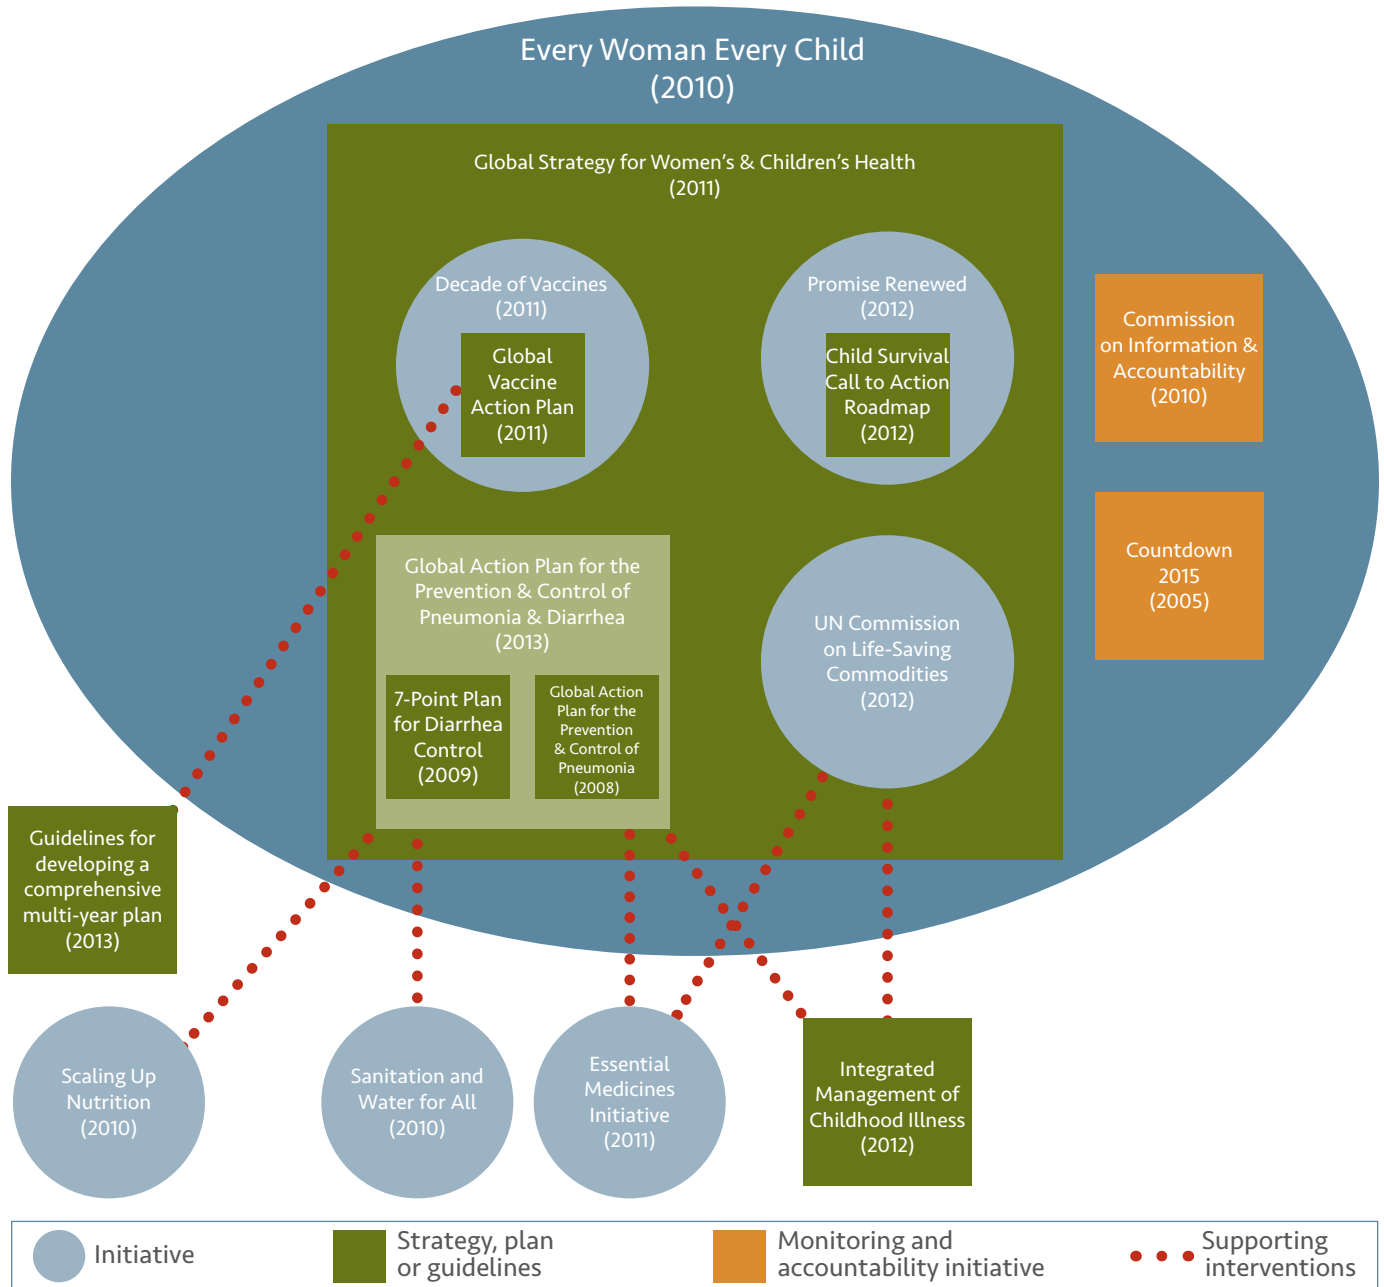 Every Woman Every Child
(2010)
Global Strategy for Women's & Children's Health
(2011)
Decade of Vaccines
(2011)
Global
Vaccine
Action Plan
(2011)
Promise Renewed
(2012)
Child Survival
Call to Action
Roadmap
(2012)
Commission
on Information &
Accountability
(2010)
Countdown
2015
(2005)
Global Action Plan for the
Prevention & Control of
Pneumonia & Diarrhea
(2013)
7-Point Plan
for Diarrhea
Control
(2009)
Global Action
Plan for the
Prevention
& Control of
Pneumonia
(2008)
UN Commission
on Life-Saving
Commodities
(2012)
Guidelines for
developing a
comprehensive
multi-year plan
(2013)
Scaling Up
Nutrition
(2010)
Sanitation and
Water for All
(2010)
Essential
Medicines
Initiative
(2011)
Integrated
Management of
Childhood Illness
(2012)
Initiative
Strategy, plan
or guidelines
Monitoring and
accountability initiative
Supporting
interventions